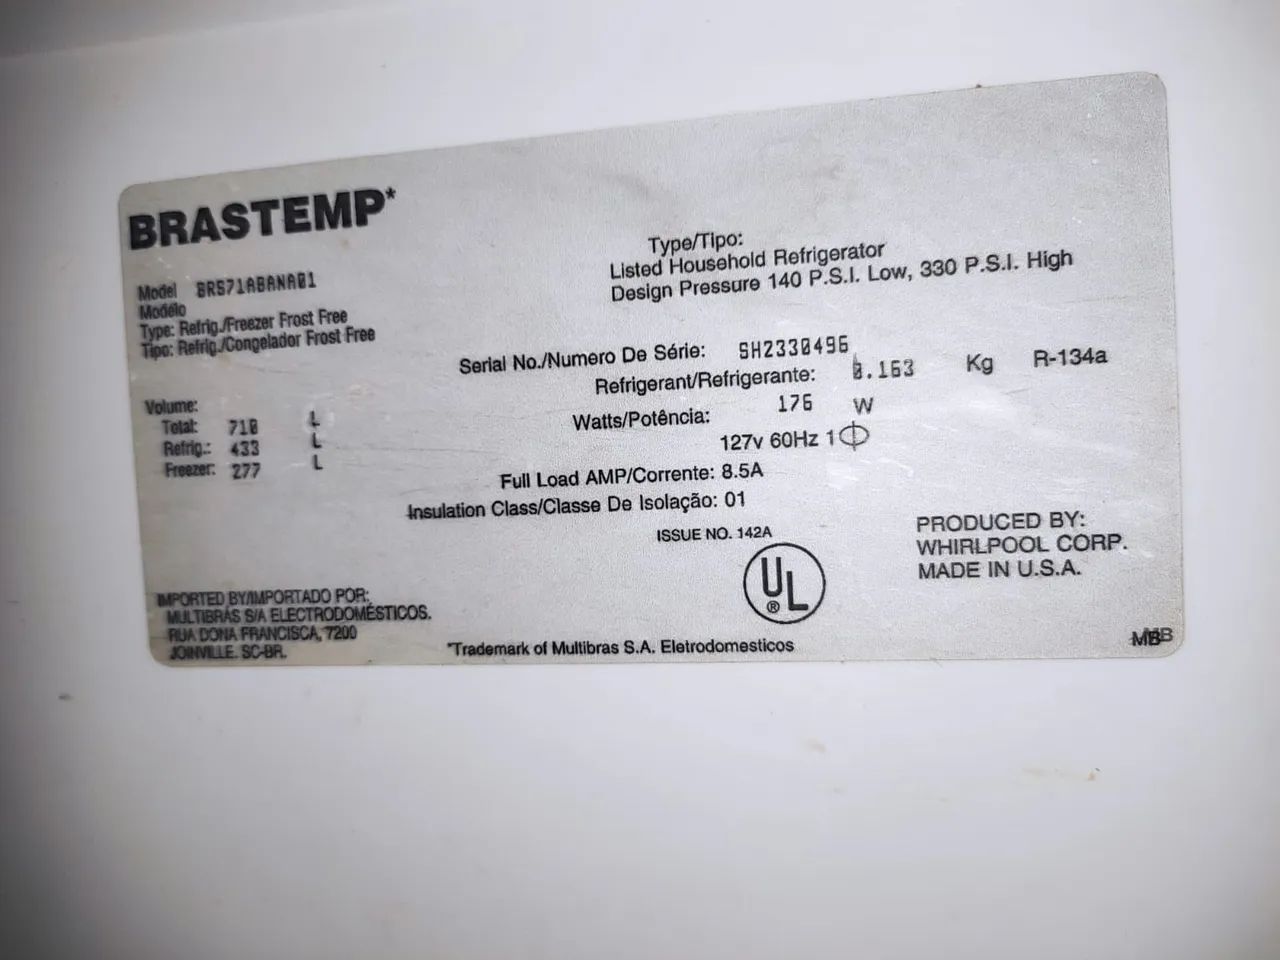 BRASTEMP*
Model BRS71ABANA01
Modélo
Type: Refrig./Freezer Frost Free
Tipo: Refrig./Congelador Frost Free
Type/Tipo:
Listed Household Refrigerator
Design Pressure 140 P.S.I. Low, 330 P.S.I. High
Serial No./Numero De Série: SH2330496
Refrigerant/Refrigerante: 0.163 Kg R-134a
Watts/Potência: 176 W
127v 60Hz 1Φ
Full Load AMP/Corrente: 8.5A
Insulation Class/Classe De Isolação: 01
ISSUE NO. 142A
Volume:
Total: 710 L
Refrig.: 433 L
Freezer: 277 L
UL ®
PRODUCED BY:
WHIRLPOOL CORP.
MADE IN U.S.A.
IMPORTED BY/IMPORTADO POR:
MULTIBRÁS S/A ELECTRODOMÉSTICOS.
RUA DONA FRANCISCA, 7200
JOINVILLE. SC-BR.
*Trademark of Multibras S.A. Eletrodomesticos
MB